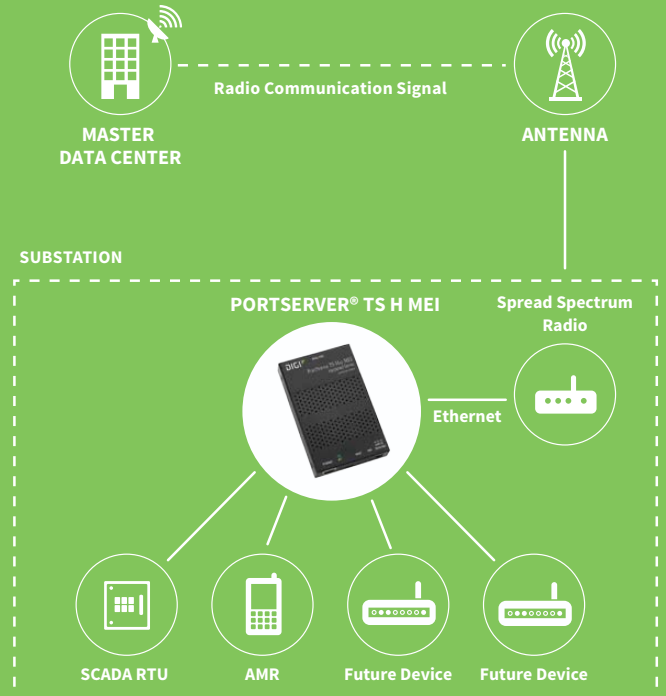 Radio Communication Signal
MASTER
DATA CENTER
ANTENNA
SUBSTATION
PORTSERVER® TS H MEI
Spread Spectrum
Radio
DIGI
Ethernet
SCADA RTU
AMR
Future Device
Future Device